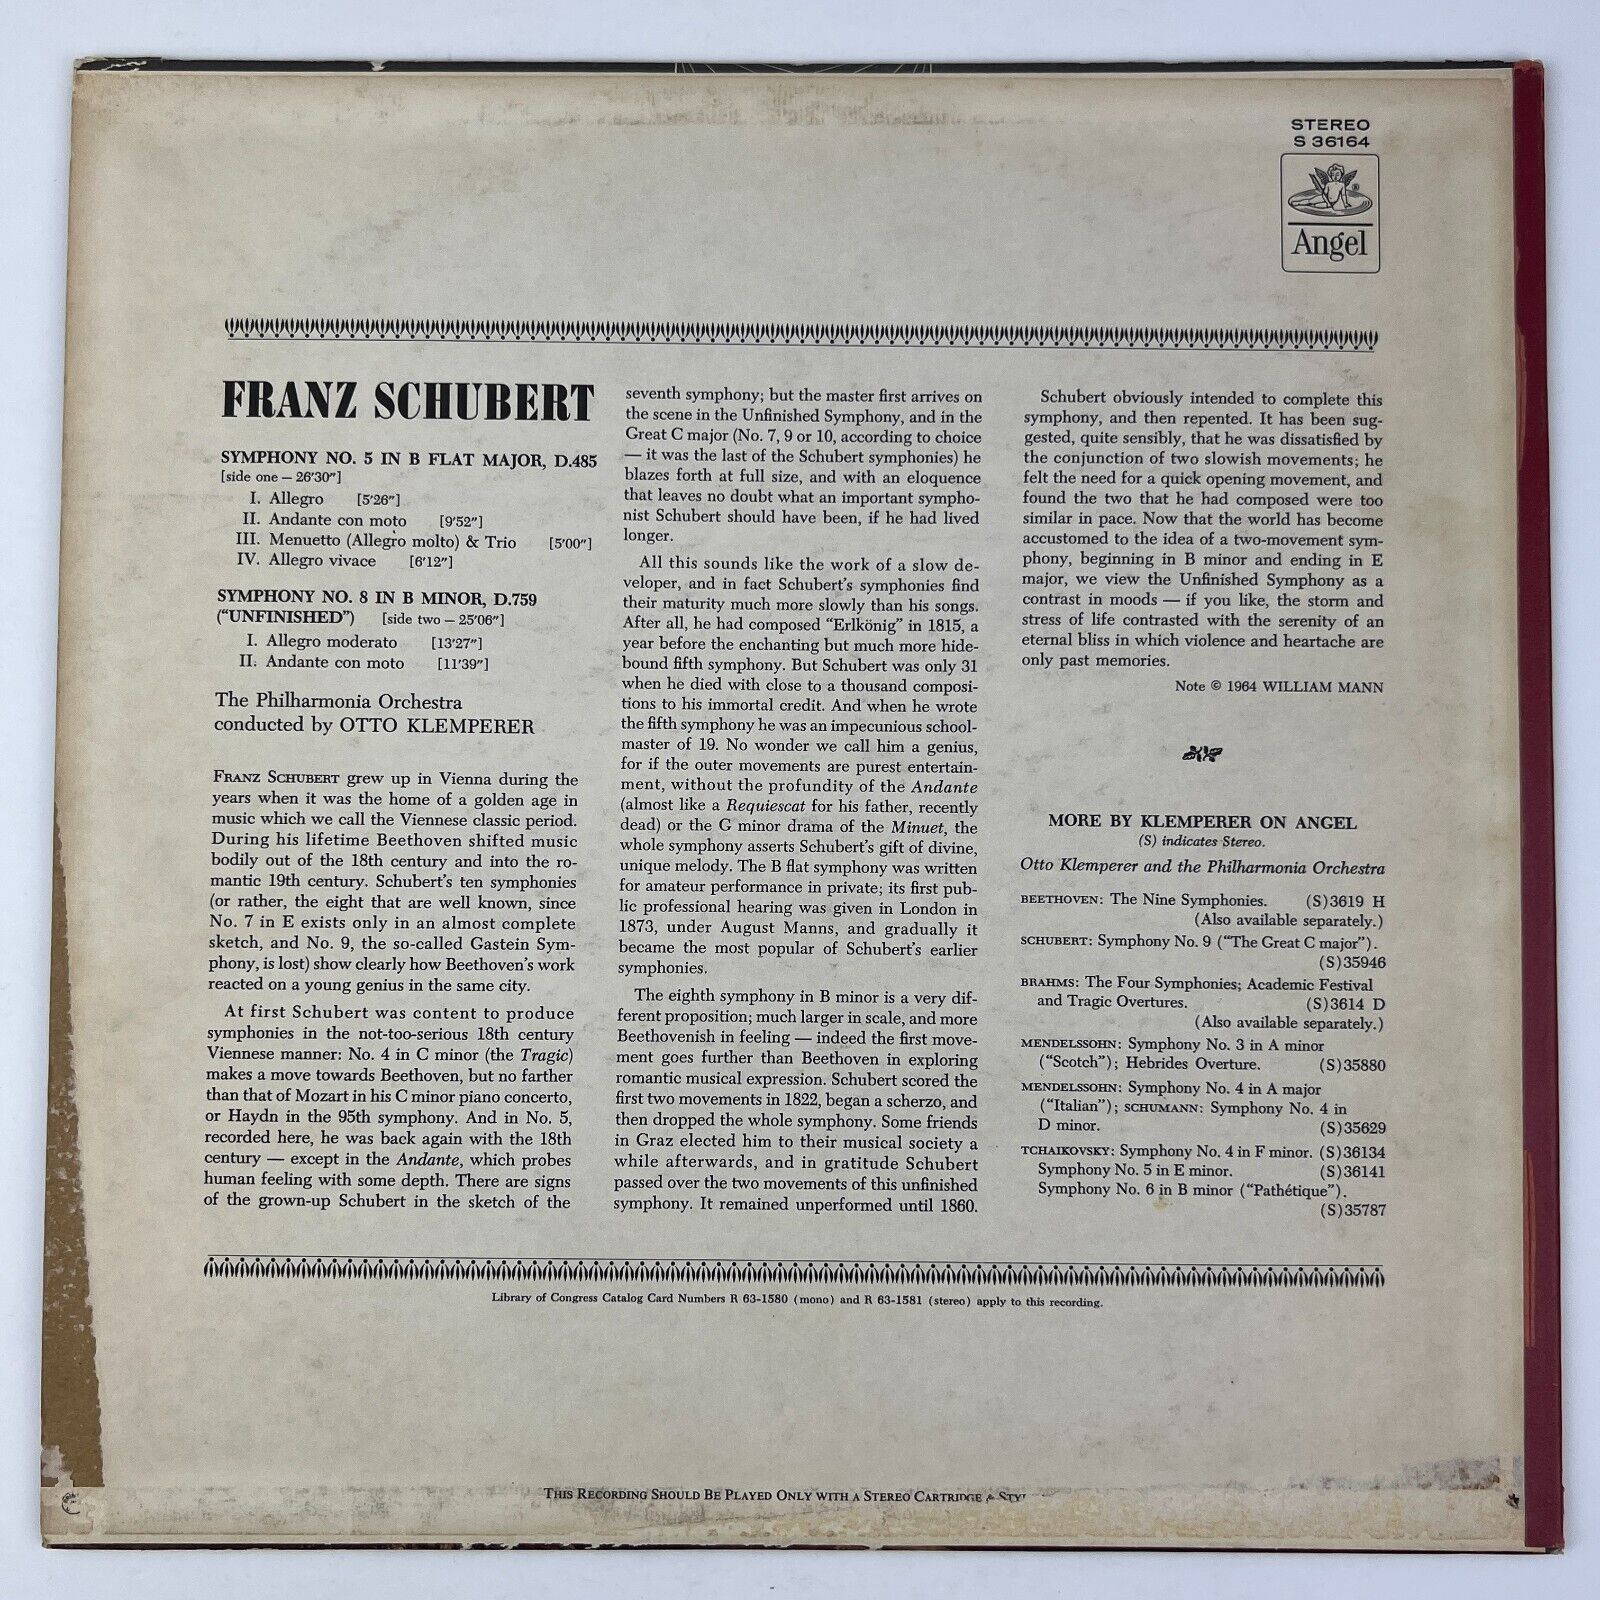 STEREO
S 36164
Angel
FRANZ SCHUBERT
SYMPHONY NO. 5 IN B FLAT MAJOR, D.485
[side one — 26'30"]
I. Allegro [5'26"]
II. Andante con moto [9'52"]
III. Menuetto (Allegro molto) & Trio [5'00"]
IV. Allegro vivace [6'12"]
SYMPHONY NO. 8 IN B MINOR, D.759
("UNFINISHED") [side two — 25'06"]
I. Allegro moderato [13'27"]
II. Andante con moto [11'39"]
The Philharmonia Orchestra
conducted by OTTO KLEMPERER
FRANZ SCHUBERT grew up in Vienna during the
years when it was the home of a golden age in
music which we call the Viennese classic period.
During his lifetime Beethoven shifted music
bodily out of the 18th century and into the ro-
mantic 19th century. Schubert's ten symphonies
(or rather, the eight that are well known, since
No. 7 in E exists only in an almost complete
sketch, and No. 9, the so-called Gastein Sym-
phony, is lost) show clearly how Beethoven's work
reacted on a young genius in the same city.
At first Schubert was content to produce
symphonies in the not-too-serious 18th century
Viennese manner: No. 4 in C minor (the Tragic)
makes a move towards Beethoven, but no farther
than that of Mozart in his C minor piano concerto,
or Haydn in the 95th symphony. And in No. 5,
recorded here, he was back again with the 18th
century — except in the Andante, which probes
human feeling with some depth. There are signs
of the grown-up Schubert in the sketch of the
seventh symphony; but the master first arrives on
the scene in the Unfinished Symphony, and in the
Great C major (No. 7, 9 or 10, according to choice
— it was the last of the Schubert symphonies) he
blazes forth at full size, and with an eloquence
that leaves no doubt what an important sympho-
nist Schubert should have been, if he had lived
longer.
All this sounds like the work of a slow de-
veloper, and in fact Schubert's symphonies find
their maturity much more slowly than his songs.
After all, he had composed "Erlkönig" in 1815, a
year before the enchanting but much more hide-
bound fifth symphony. But Schubert was only 31
when he died with close to a thousand composi-
tions to his immortal credit. And when he wrote
the fifth symphony he was an impecunious school-
master of 19. No wonder we call him a genius,
for if the outer movements are purest entertain-
ment, without the profundity of the Andante
(almost like a Requiescat for his father, recently
dead) or the G minor drama of the Minuet, the
whole symphony asserts Schubert's gift of divine,
unique melody. The B flat symphony was written
for amateur performance in private; its first pub-
lic professional hearing was given in London in
1873, under August Manns, and gradually it
became the most popular of Schubert's earlier
symphonies.
The eighth symphony in B minor is a very dif-
ferent proposition; much larger in scale, and more
Beethovenish in feeling — indeed the first move-
ment goes further than Beethoven in exploring
romantic musical expression. Schubert scored the
first two movements in 1822, began a scherzo, and
then dropped the whole symphony. Some friends
in Graz elected him to their musical society a
while afterwards, and in gratitude Schubert
passed over the two movements of this unfinished
symphony. It remained unperformed until 1860.
Schubert obviously intended to complete this
symphony, and then repented. It has been sug-
gested, quite sensibly, that he was dissatisfied by
the conjunction of two slowish movements; he
felt the need for a quick opening movement, and
found the two that he had composed were too
similar in pace. Now that the world has become
accustomed to the idea of a two-movement sym-
phony, beginning in B minor and ending in E
major, we view the Unfinished Symphony as a
contrast in moods — if you like, the storm and
stress of life contrasted with the serenity of an
eternal bliss in which violence and heartache are
only past memories.
Note © 1964 WILLIAM MANN
MORE BY KLEMPERER ON ANGEL
(S) indicates Stereo.
Otto Klemperer and the Philharmonia Orchestra
BEETHOVEN: The Nine Symphonies. (S)3619 H
(Also available separately.)
SCHUBERT: Symphony No. 9 ("The Great C major").
(S)35946
BRAHMS: The Four Symphonies; Academic Festival
and Tragic Overtures. (S)3614 D
(Also available separately.)
MENDELSSOHN: Symphony No. 3 in A minor
("Scotch"); Hebrides Overture. (S)35880
MENDELSSOHN: Symphony No. 4 in A major
("Italian"); SCHUMANN: Symphony No. 4 in
D minor. (S)35629
TCHAIKOVSKY: Symphony No. 4 in F minor. (S)36134
Symphony No. 5 in E minor. (S)36141
Symphony No. 6 in B minor ("Pathétique").
(S)35787
Library of Congress Catalog Card Numbers R 63-1580 (mono) and R 63-1581 (stereo) apply to this recording.
THIS RECORDING SHOULD BE PLAYED ONLY WITH A STEREO CARTRIDGE &